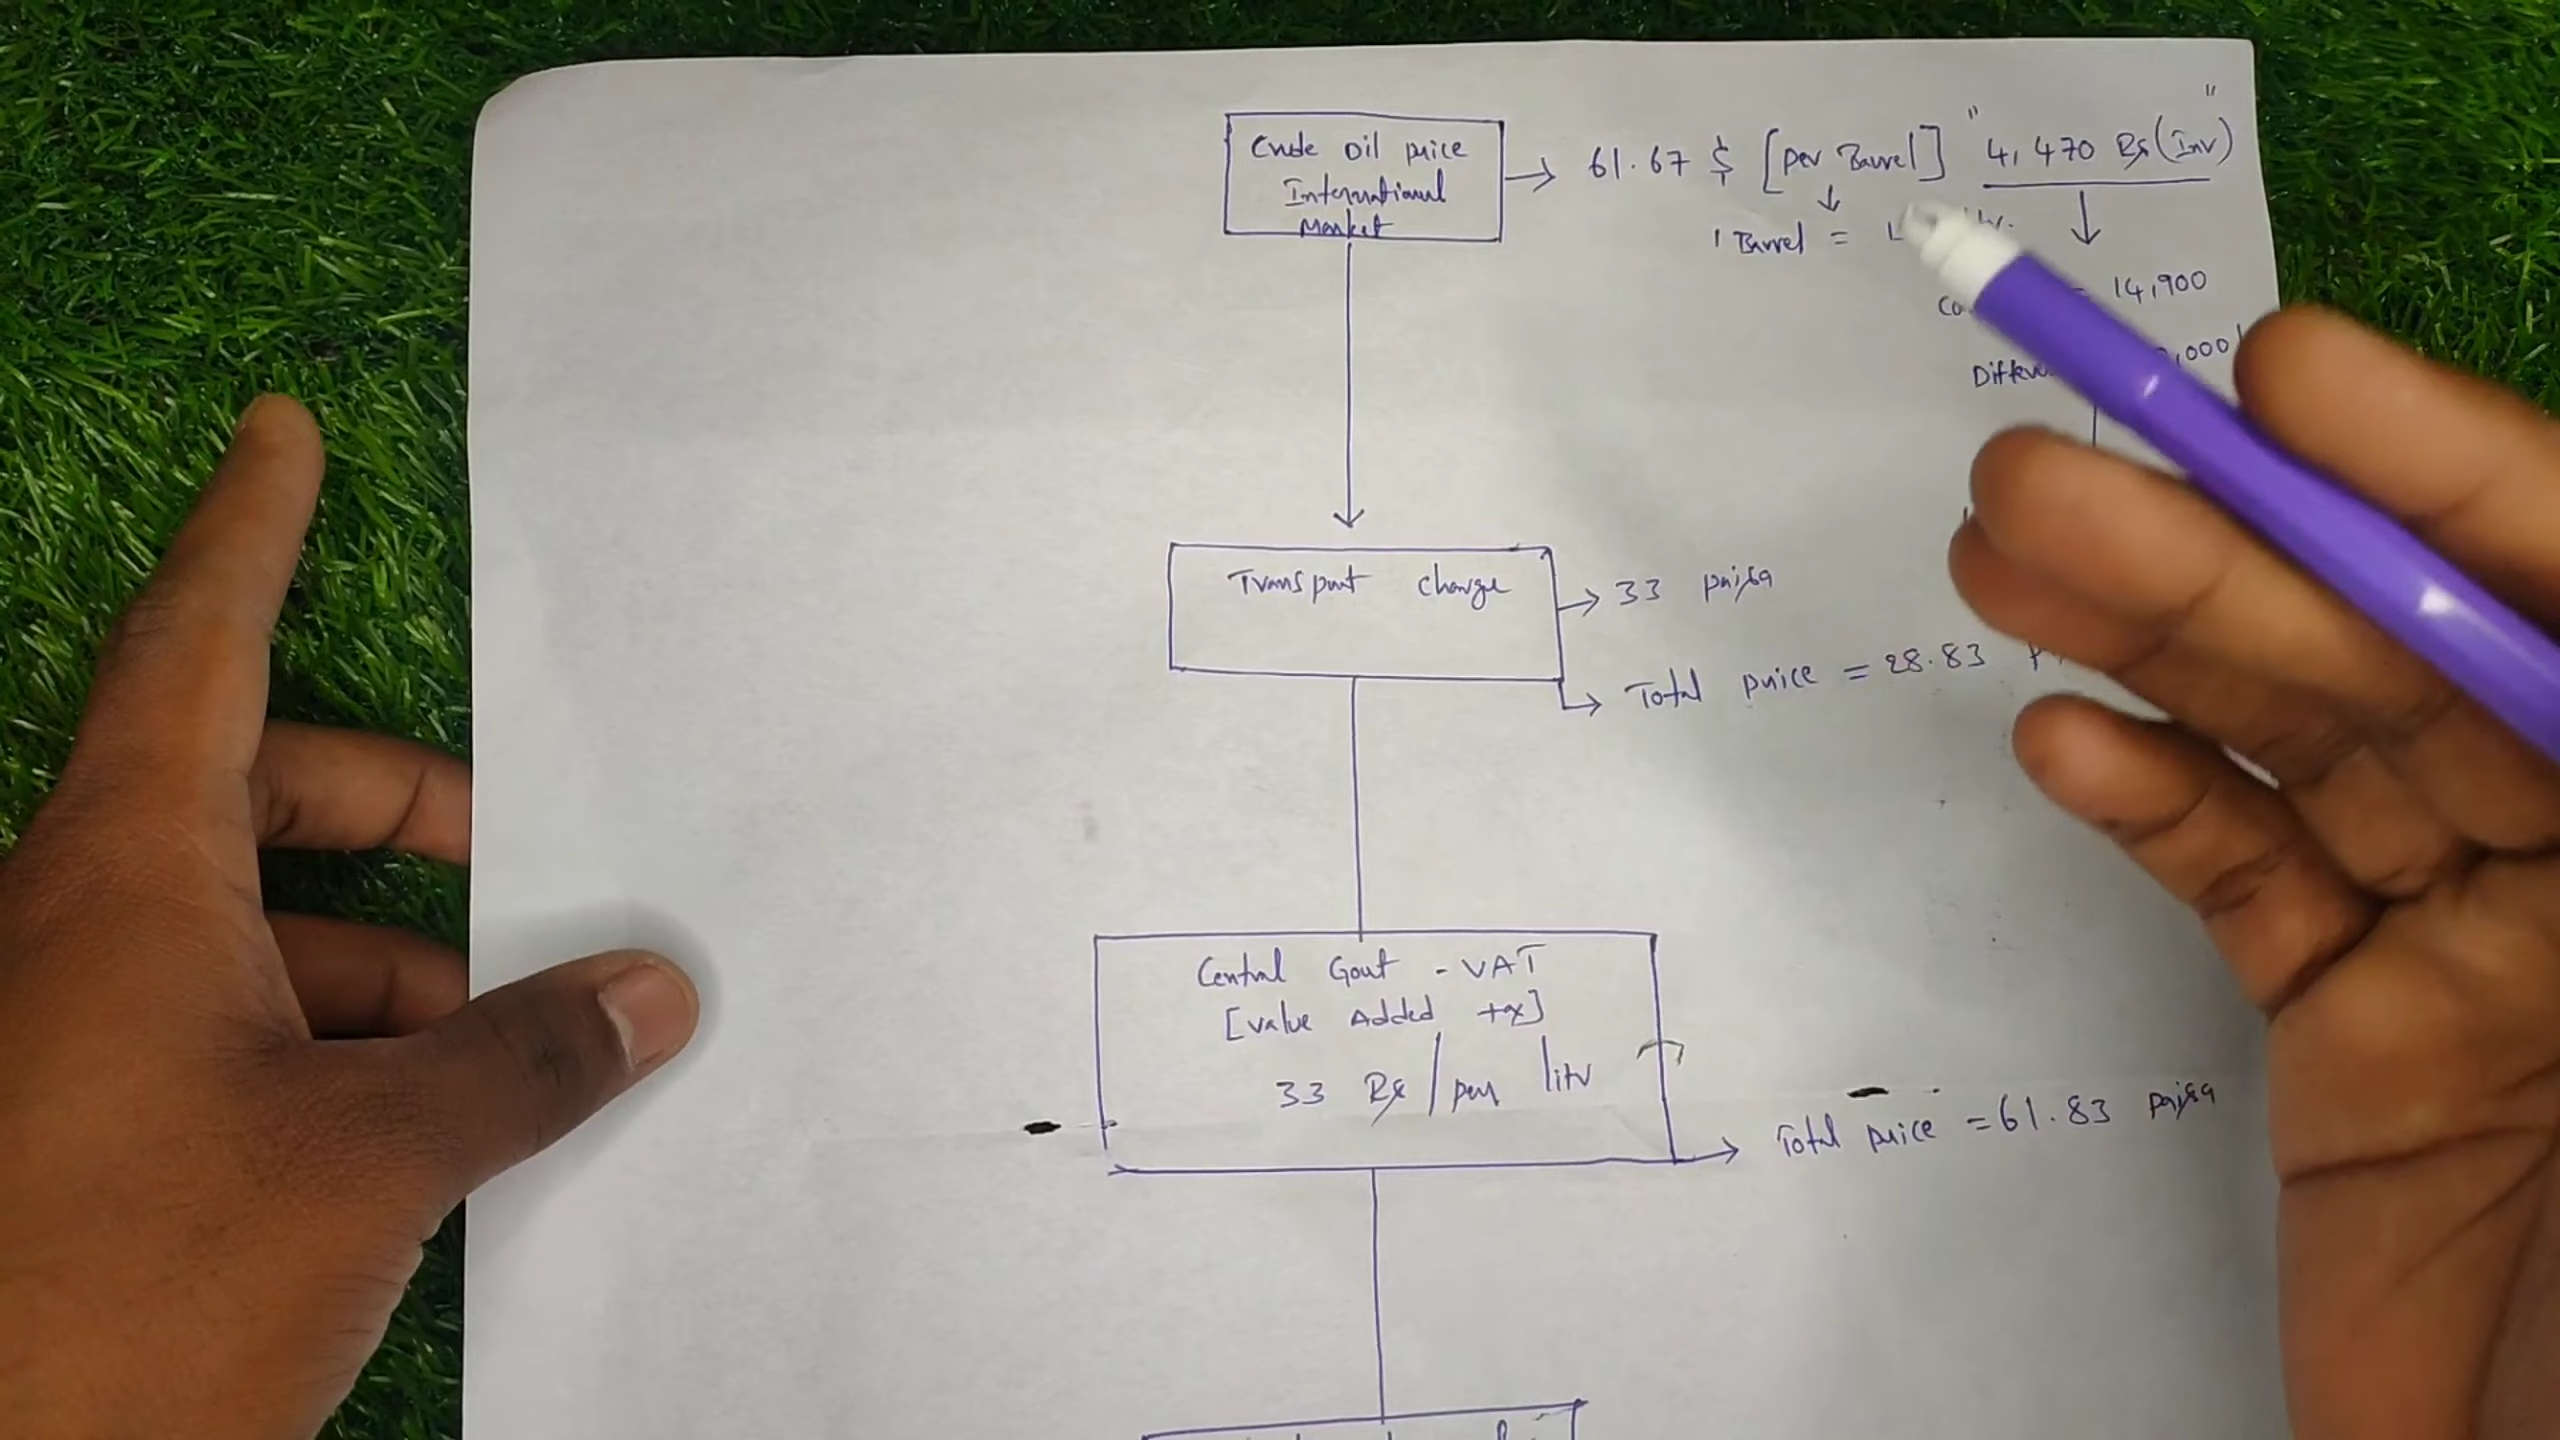 Crude Oil price
International
Market
→ 61.67 $ [per Barrel] "4,470 Rs (Inr)"
1 Barrel =
14,900
Transport charge
→ 33 paisa
→ Total price = 28.83
Central Govt - VAT
[Value Added tax]
33 Rs / per litr
→ Total price = 61.83 paisa